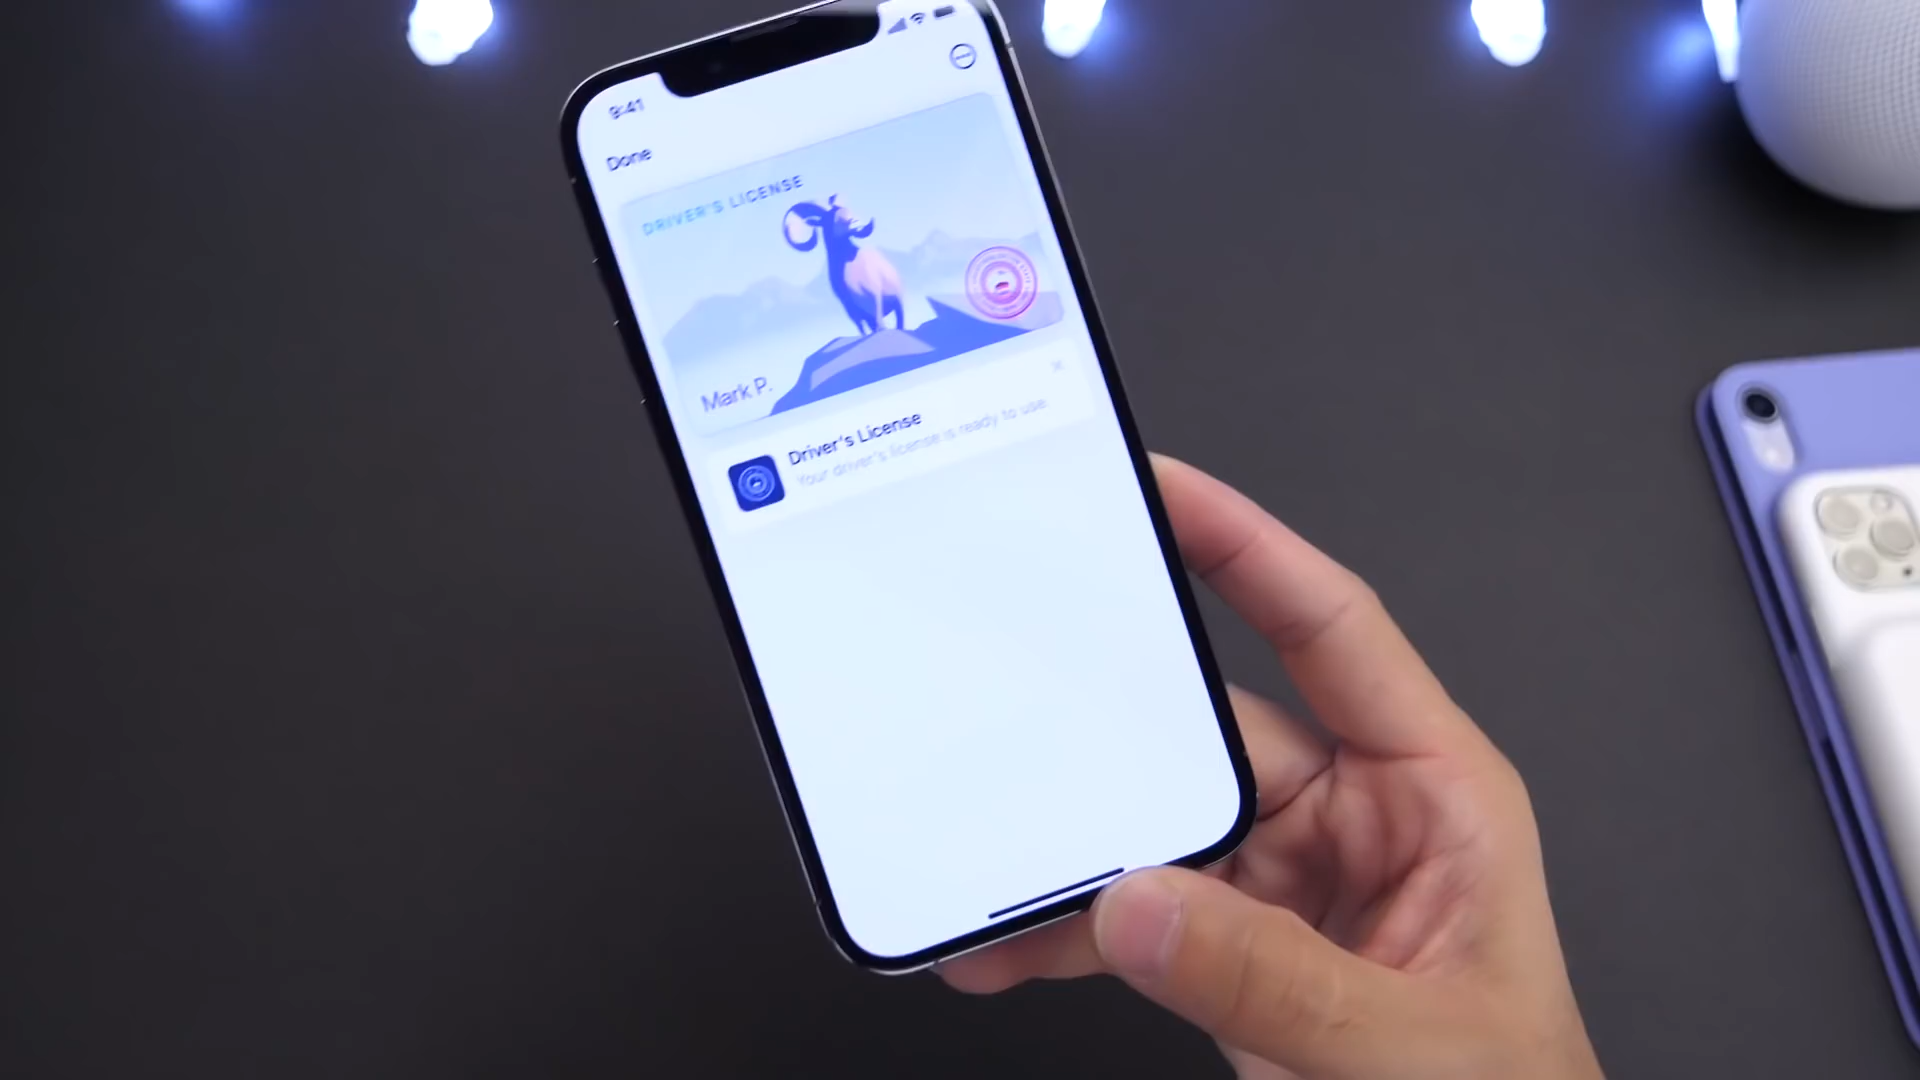 9:41
Done
DRIVER'S LICENSE
Mark P.
Driver's License
Your driver's license is ready to use.